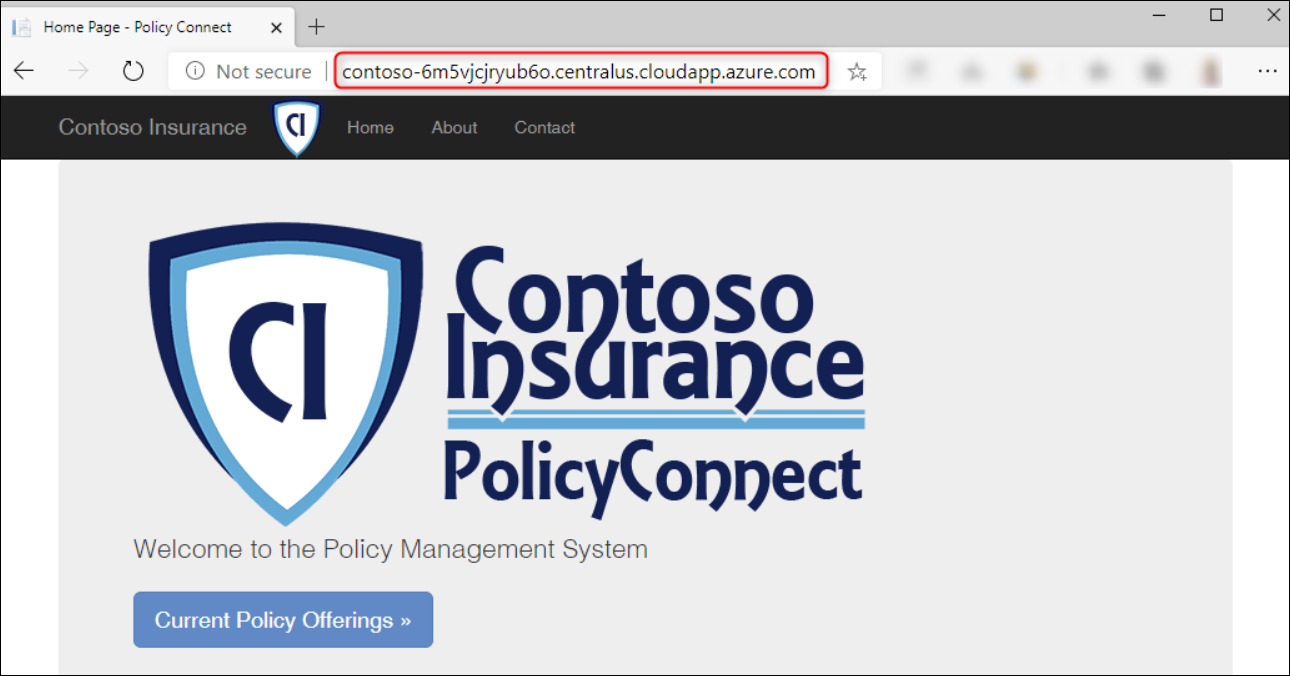 Home Page - Policy Connect
Not secure | contoso-6m5vjcjryub6o.centralus.cloudapp.azure.com
Contoso Insurance CI Home About Contact
CI
Contoso
Insurance
PolicyConnect
Welcome to the Policy Management System
Current Policy Offerings »